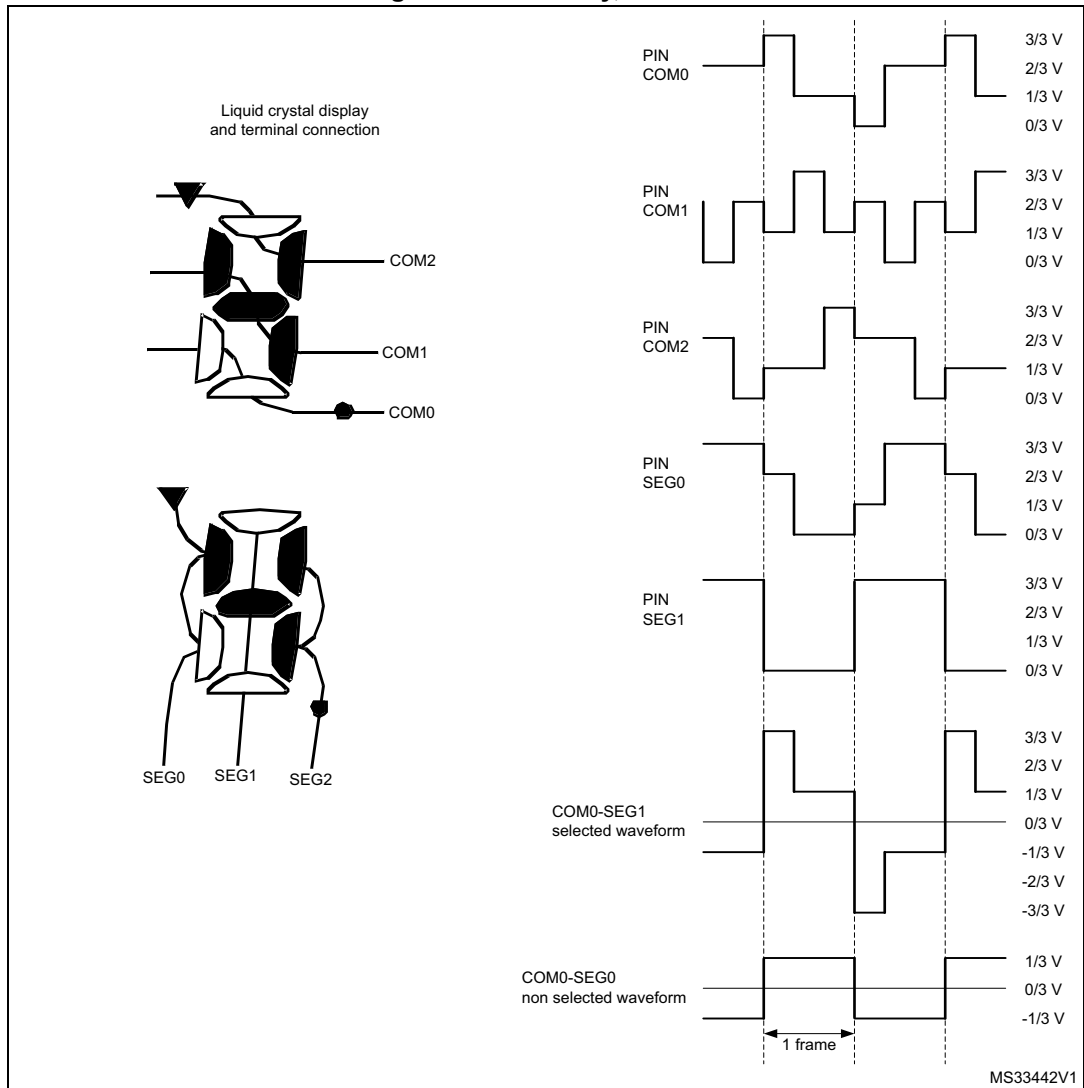 Liquid crystal display
and terminal connection
COM2
COM1
COM0
SEG0
SEG1
SEG2
PIN
COM0
3/3 V
2/3 V
1/3 V
0/3 V
PIN
COM1
3/3 V
2/3 V
1/3 V
0/3 V
PIN
COM2
3/3 V
2/3 V
1/3 V
0/3 V
PIN
SEG0
3/3 V
2/3 V
1/3 V
0/3 V
PIN
SEG1
3/3 V
2/3 V
1/3 V
0/3 V
COM0-SEG1
selected waveform
3/3 V
2/3 V
1/3 V
0/3 V
-1/3 V
-2/3 V
-3/3 V
COM0-SEG0
non selected waveform
1/3 V
0/3 V
-1/3 V
1 frame
MS33442V1